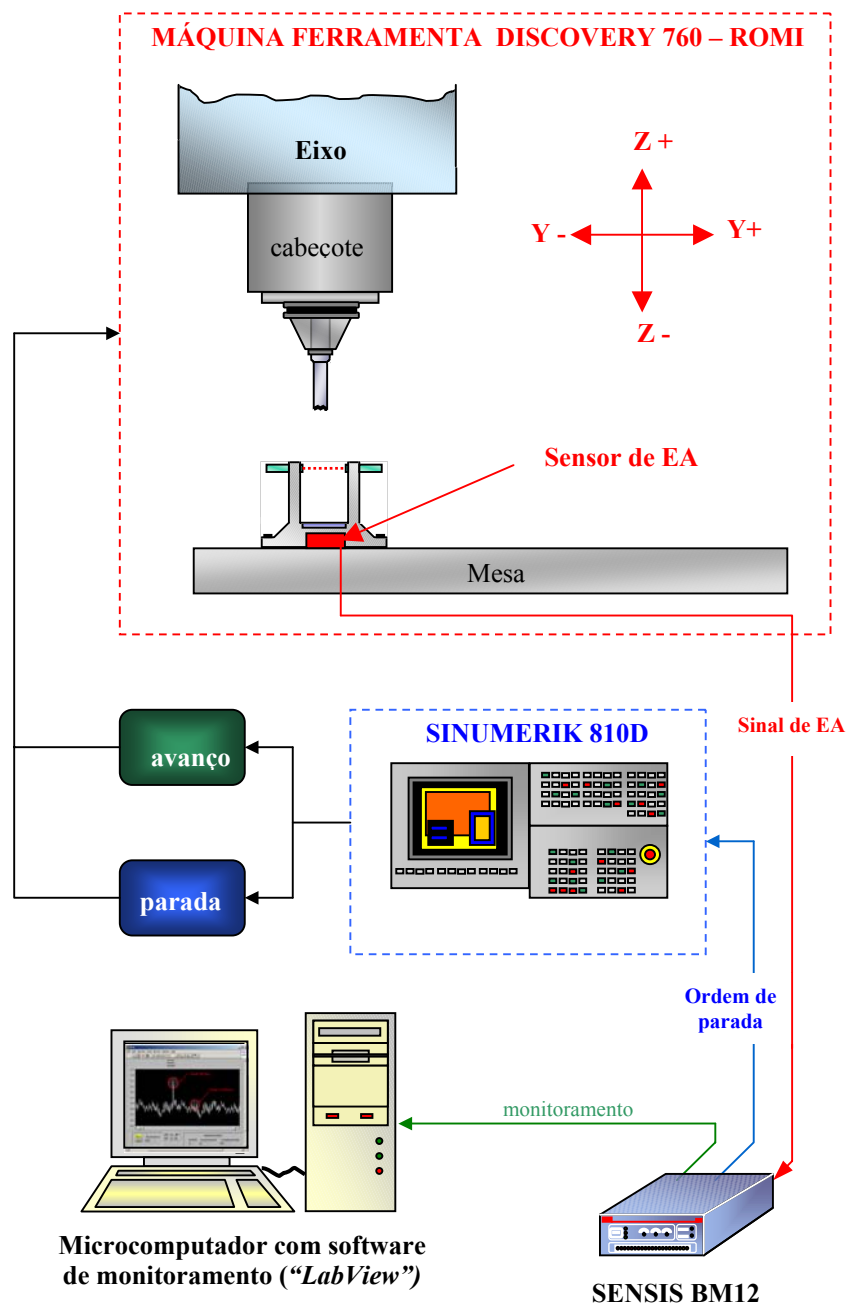 MÁQUINA FERRAMENTA DISCOVERY 760 – ROMI
Eixo
cabeçote
Z +
Y -
Y+
Z -
Sensor de EA
Mesa
Sinal de EA
avanço
parada
SINUMERIK 810D
Ordem de
parada
monitoramento
Microcomputador com software
de monitoramento (“LabView”)
SENSIS BM12